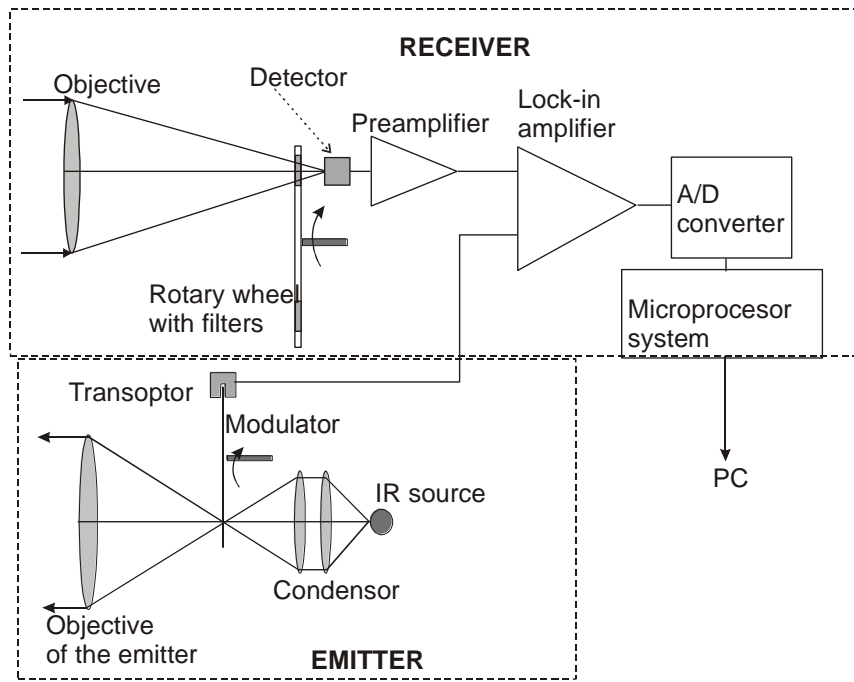 RECEIVER
Detector
Objective
Lock-in
amplifier
Preamplifier
A/D
converter
Rotary wheel
with filters
Microprocesor
system
Transoptor
Modulator
PC
IR source
Condensor
Objective
of the emitter
EMITTER